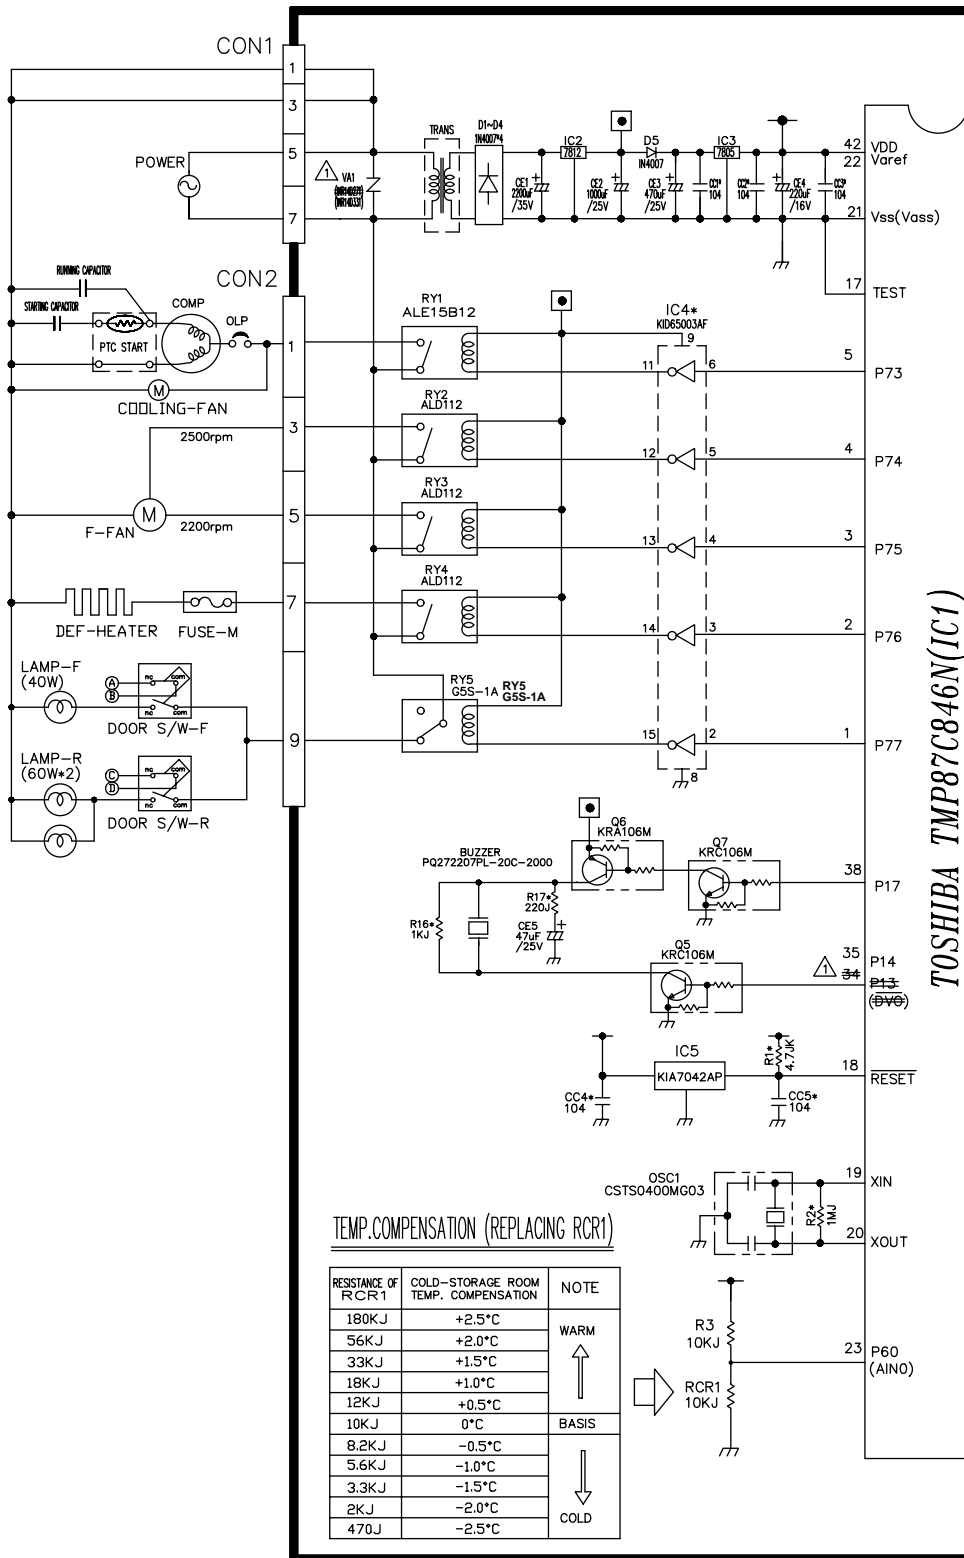 CON1
1
3
5
7
POWER
1
VA1
TRANS
D1~D4
1N4007*4
CE1
2200uF
/35V
IC2
7812
CE2
1000uF
/25V
D5
IN4007
CE3
470uF
/25V
CC1*
104
IC3
7805
CC2*
104
CE4
220uF
/16V
CC3*
104
42
VDD
22
Varef
21
Vss(Vass)
17
TEST
CON2
RUNNING CAPACITOR
STARTING CAPACITOR
PTC START
COMP
OLP
M
COOLING-FAN
1
3
2500rpm
M
F-FAN
2200rpm
5
DEF-HEATER
FUSE-M
7
LAMP-F
(40W)
A
B
nc
com
nc
com
DOOR S/W-F
9
LAMP-R
(60W*2)
C
D
nc
com
nc
com
DOOR S/W-R
RY1
ALE15B12
RY2
ALD112
RY3
ALD112
RY4
ALD112
RY5
G5S-1A
RY5
G5S-1A
IC4*
KID65003AF
9
11
6
5
P73
12
5
4
P74
13
4
3
P75
14
3
2
P76
15
2
1
P77
8
TOSHIBA TMP87C846N(IC1)
BUZZER
PQ272207PL-20C-2000
R16*
1KJ
R17*
220J
CE5
47uF
/25V
Q6
KRA106M
Q7
KRC106M
38
P17
Q5
KRC106M
1
35
P14
34
P13
(DVO)
IC5
KIA7042AP
CC4*
104
R1*
4.7JK
CC5*
104
18
RESET
OSC1
CSTS0400MG03
R2*
1MJ
19
XIN
20
XOUT
R3
10KJ
RCR1
10KJ
23
P60
(AIN0)
TEMP.COMPENSATION (REPLACING RCR1)
RESISTANCE OF RCR1
COLD-STORAGE ROOM TEMP. COMPENSATION
NOTE
180KJ +2.5°C
56KJ +2.0°C
WARM
33KJ +1.5°C
18KJ +1.0°C
12KJ +0.5°C
10KJ 0°C BASIS
8.2KJ -0.5°C
5.6KJ -1.0°C
3.3KJ -1.5°C
2KJ -2.0°C
COLD
470J -2.5°C